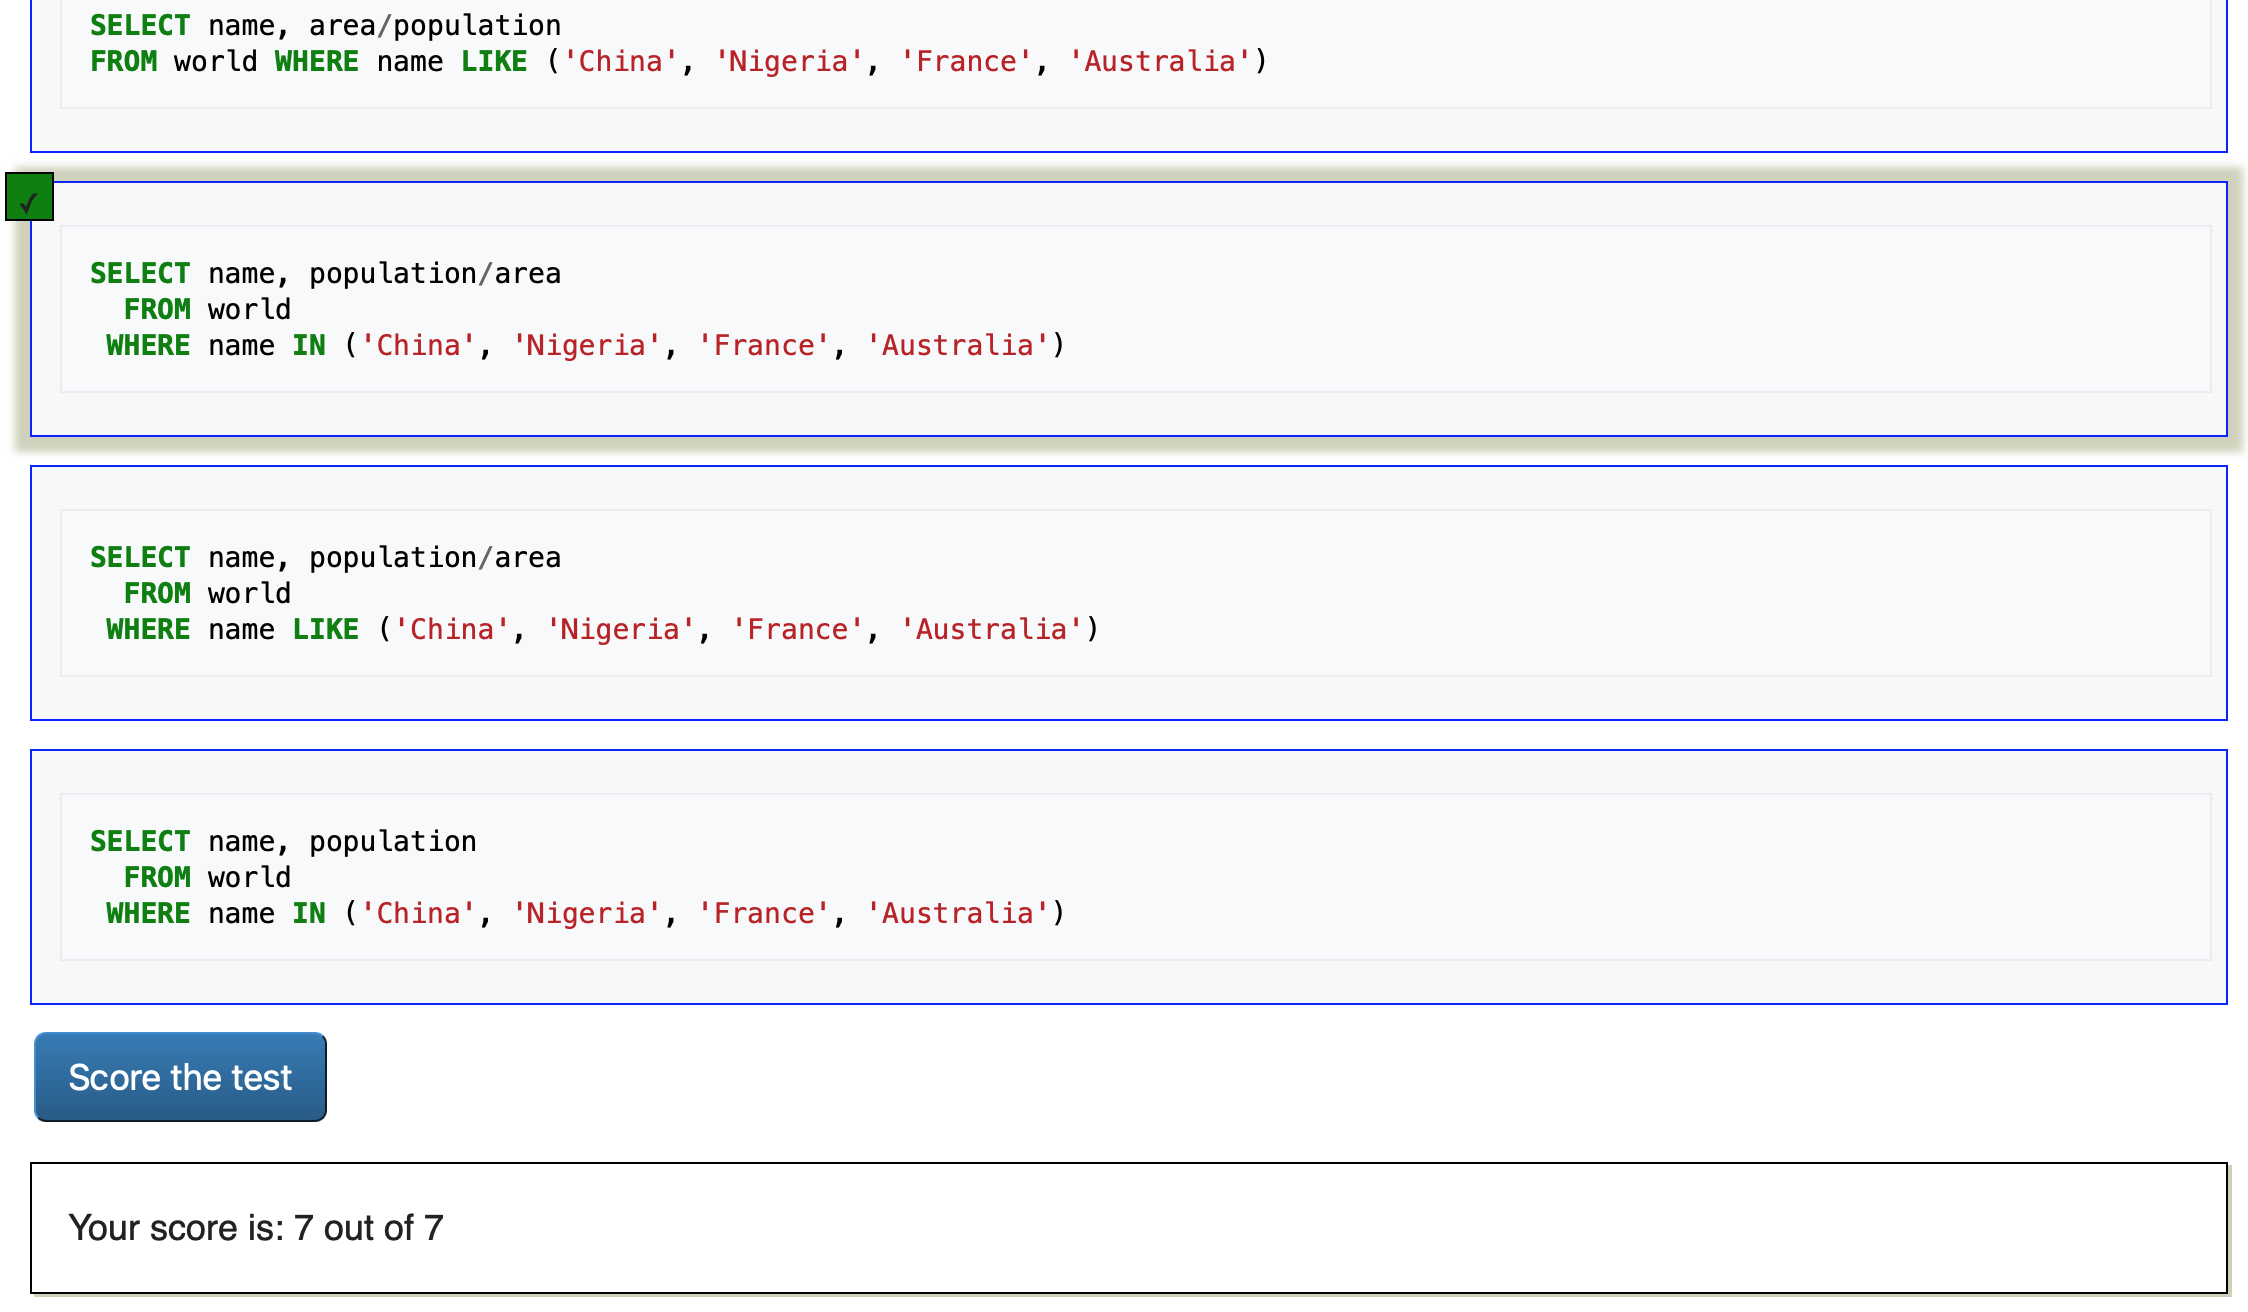 SELECT name, area/population
FROM world WHERE name LIKE ('China', 'Nigeria', 'France', 'Australia')
✓
SELECT name, population/area
  FROM world
 WHERE name IN ('China', 'Nigeria', 'France', 'Australia')
SELECT name, population/area
  FROM world
 WHERE name LIKE ('China', 'Nigeria', 'France', 'Australia')
SELECT name, population
  FROM world
 WHERE name IN ('China', 'Nigeria', 'France', 'Australia')
Score the test
Your score is: 7 out of 7